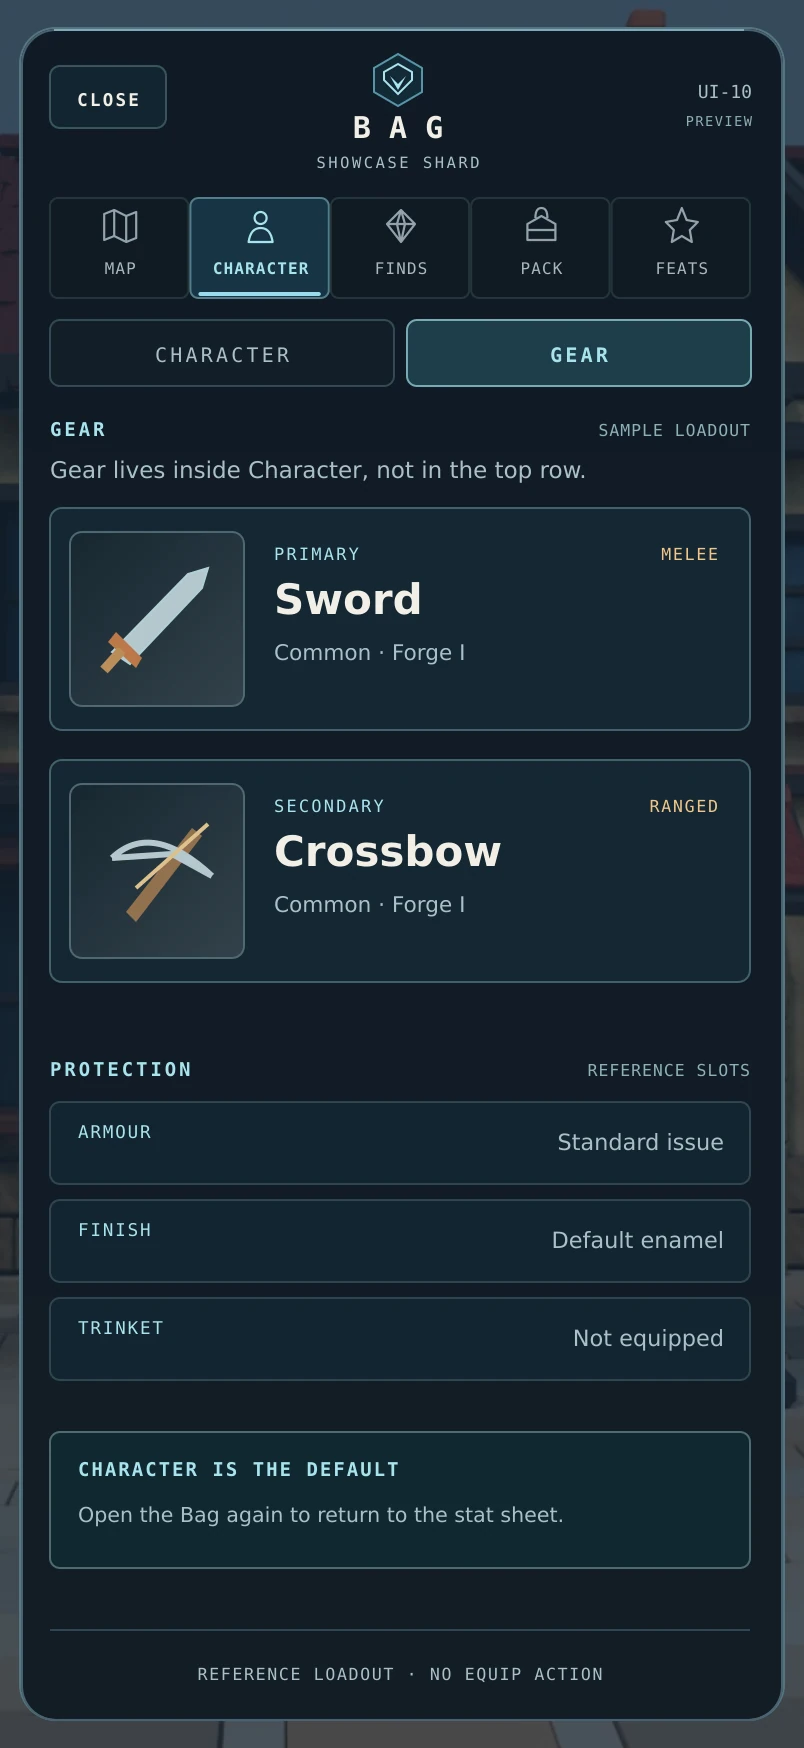 CLOSE
BAG
SHOWCASE SHARD
UI-10
PREVIEW
MAP
CHARACTER
FINDS
PACK
FEATS
CHARACTER
GEAR
GEAR
SAMPLE LOADOUT
Gear lives inside Character, not in the top row.
PRIMARY
MELEE
Sword
Common · Forge I
SECONDARY
RANGED
Crossbow
Common · Forge I
PROTECTION
REFERENCE SLOTS
ARMOUR
Standard issue
FINISH
Default enamel
TRINKET
Not equipped
CHARACTER IS THE DEFAULT
Open the Bag again to return to the stat sheet.
REFERENCE LOADOUT · NO EQUIP ACTION